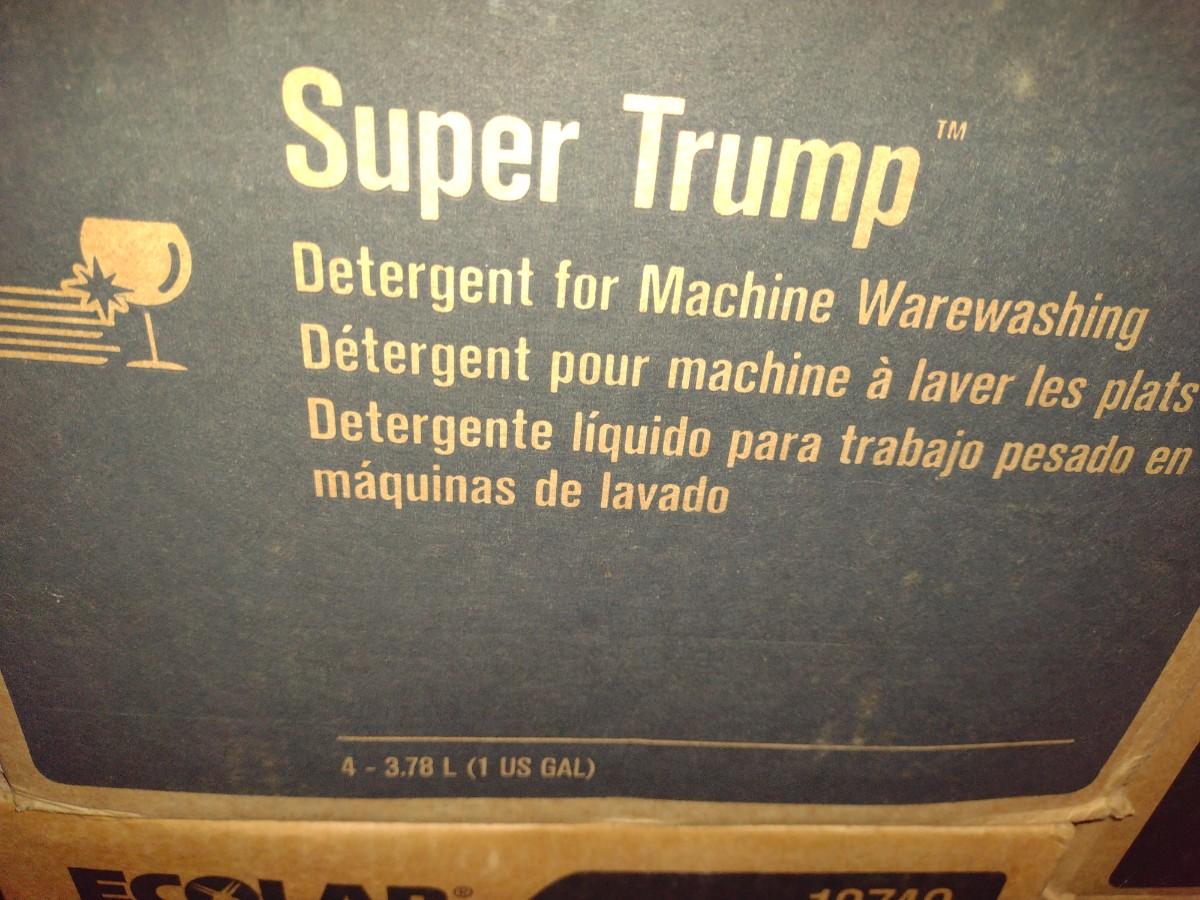 Super Trump™
Detergent for Machine Warewashing
Détergent pour machine à laver les plats
Detergente líquido para trabajo pesado en
máquinas de lavado
4 - 3.78 L (1 US GAL)
ECOLAB®